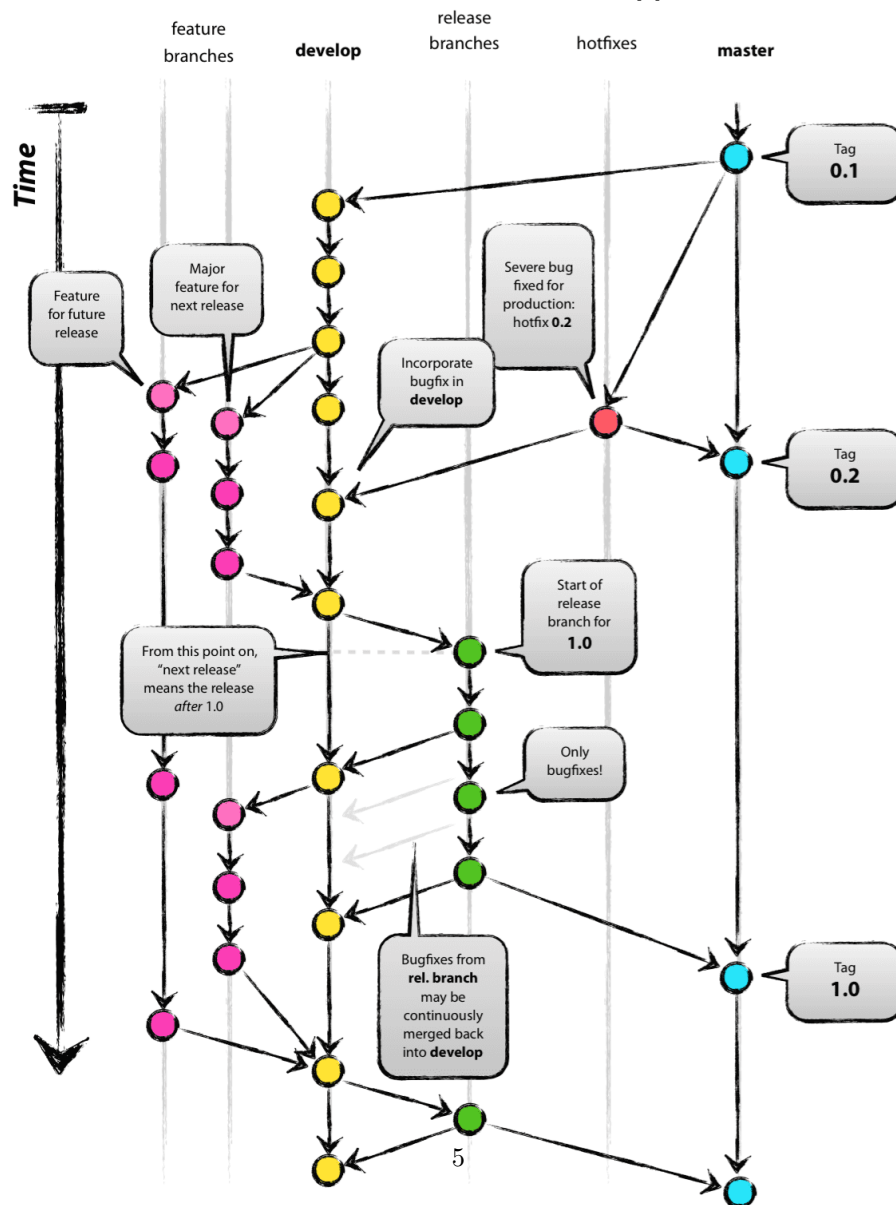 feature
branches
develop
release
branches
hotfixes
master
Time
Tag
0.1
Major
feature for
next release
Feature
for future
release
Severe bug
fixed for
production:
hotfix 0.2
Incorporate
bugfix in
develop
Tag
0.2
Start of
release
branch for
1.0
From this point on,
“next release”
means the release
after 1.0
Only
bugfixes!
Bugfixes from
rel. branch
may be
continuously
merged back
into develop
Tag
1.0
5